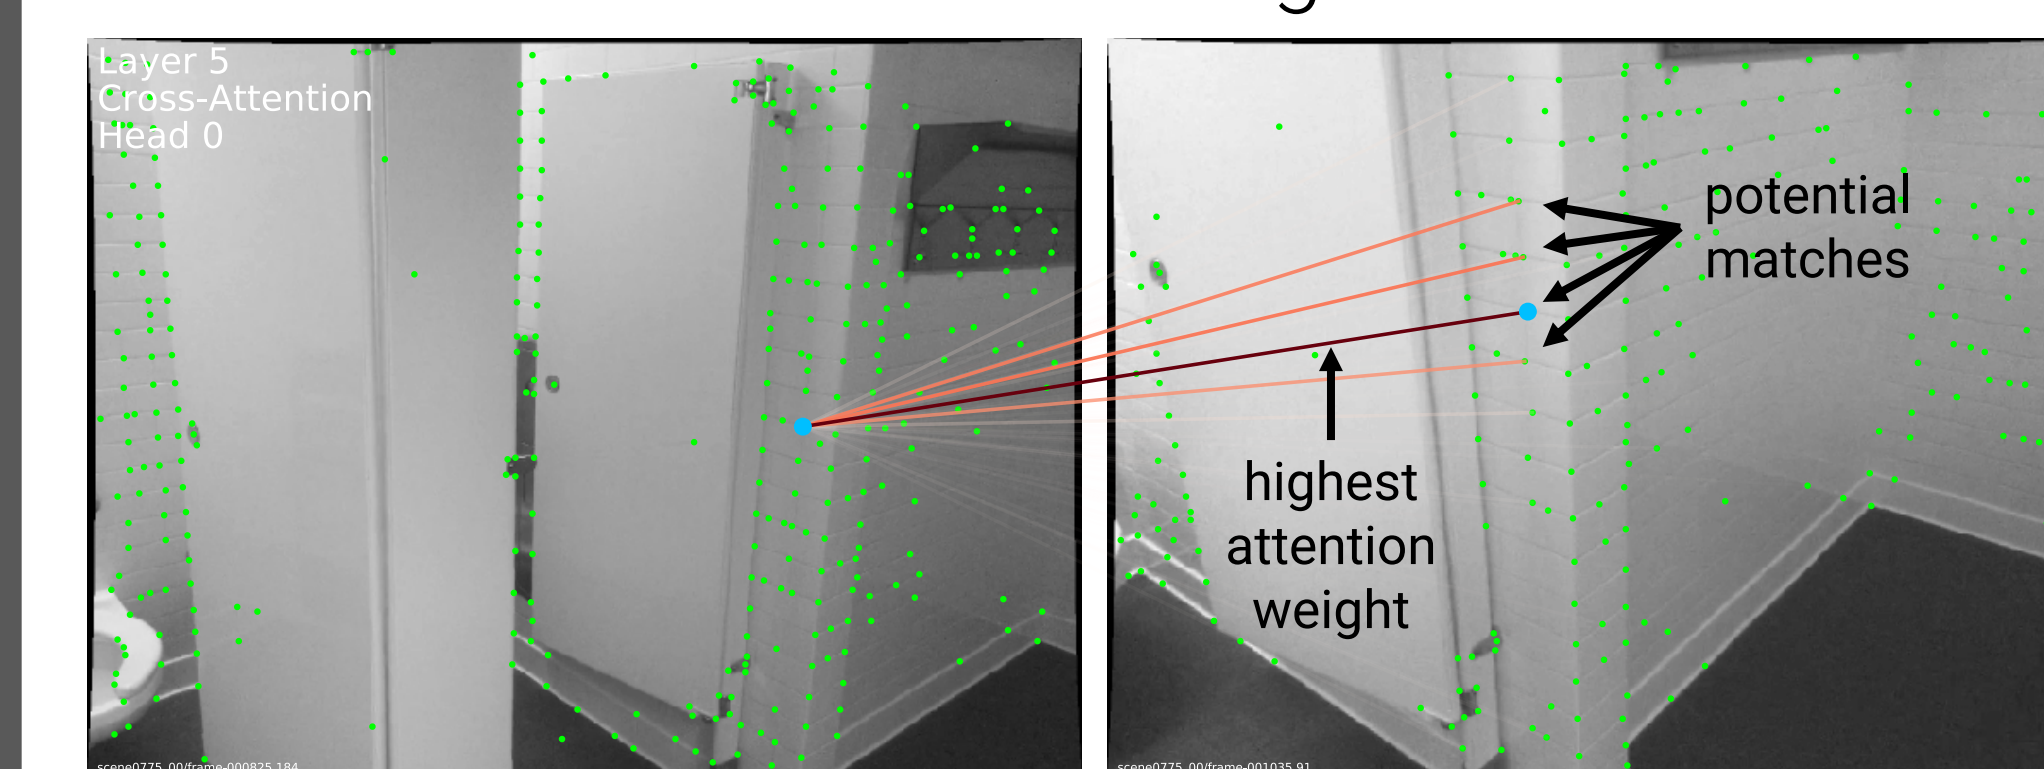 Layer 5
Cross-Attention
Head 0
potential
matches
highest
attention
weight
scene0775_00/frame-000825.184
scene0775_00/frame-001035.91